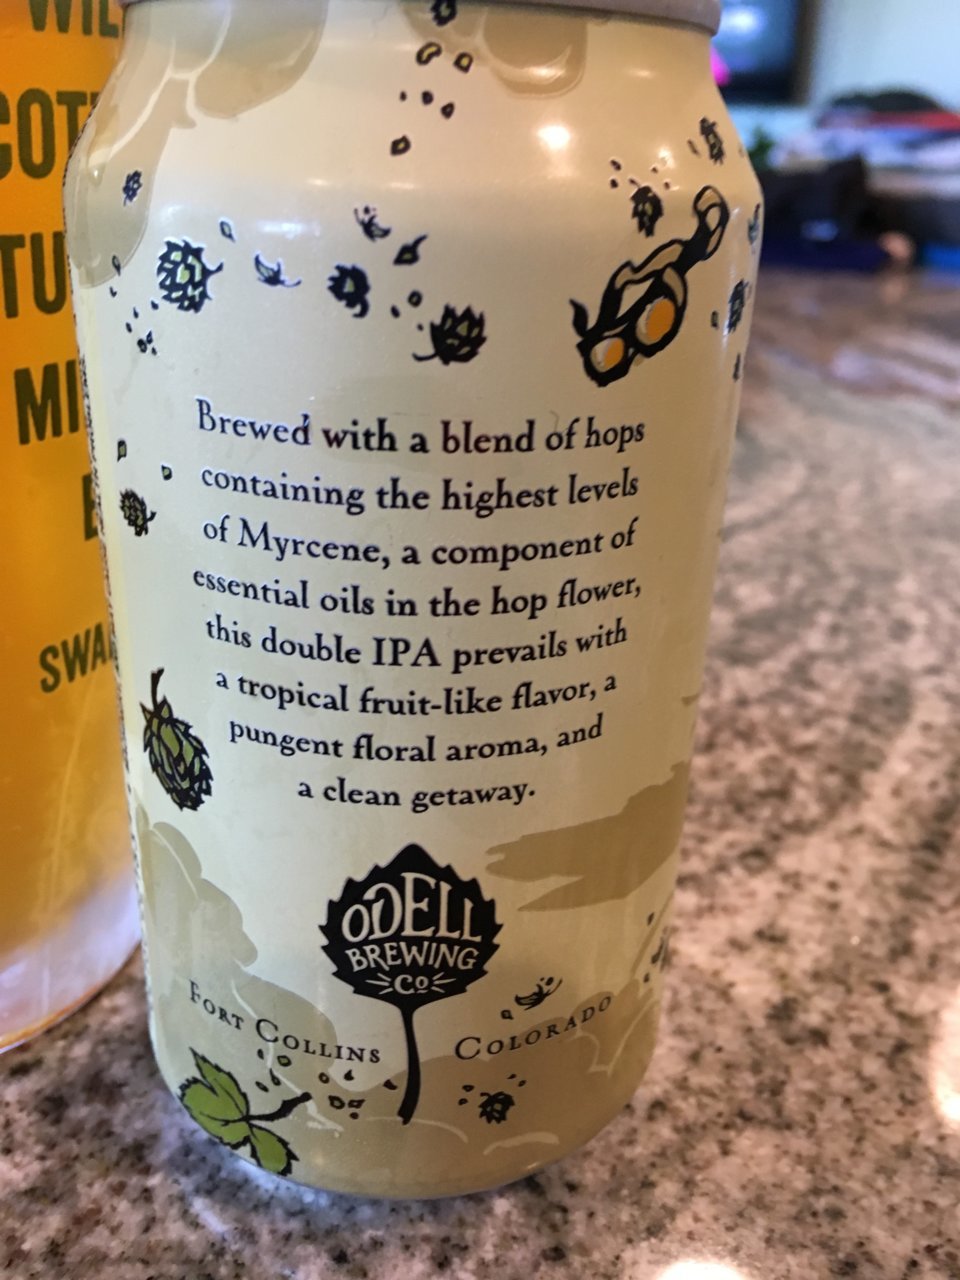 Brewed with a blend of hops
containing the highest levels
of Myrcene, a component of
essential oils in the hop flower,
this double IPA prevails with
a tropical fruit-like flavor, a
pungent floral aroma, and
a clean getaway.
ODELL
BREWING
CO
FORT COLLINS COLORADO